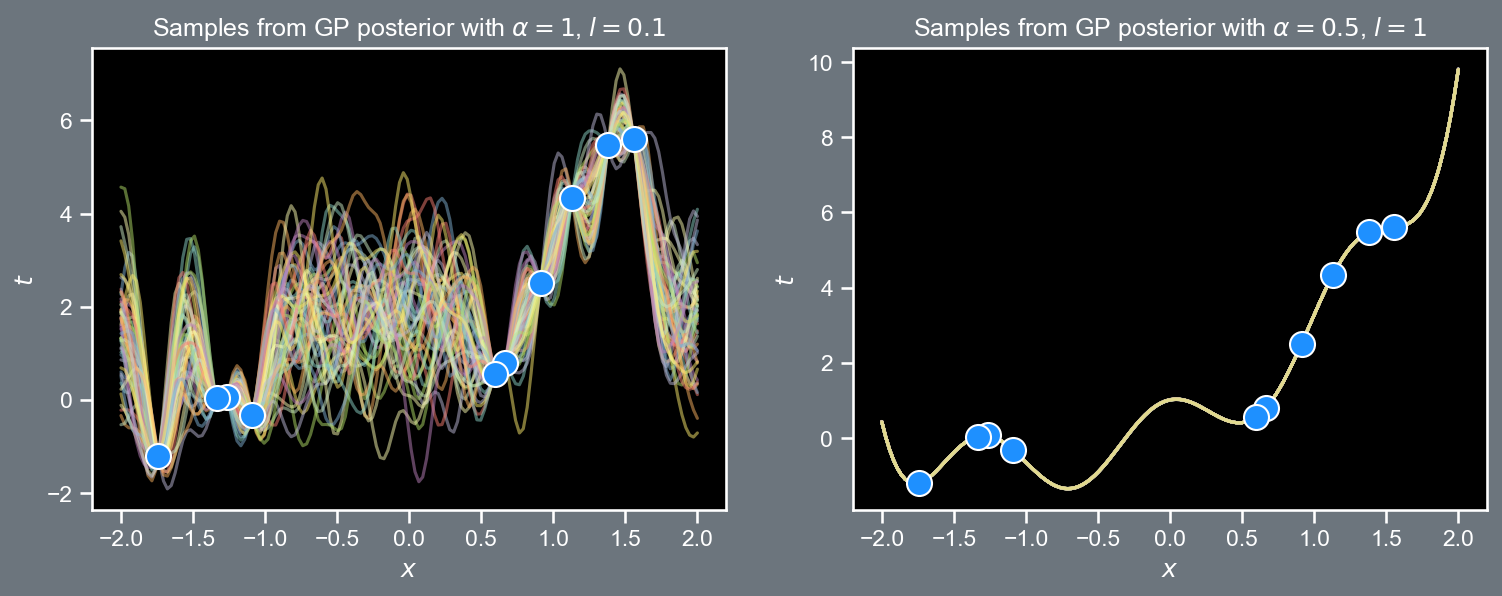 Samples from GP posterior with α = 1, l = 0.1
6
4
2
0
−2
t
−2.0 −1.5 −1.0 −0.5 0.0 0.5 1.0 1.5 2.0
x
Samples from GP posterior with α = 0.5, l = 1
10
8
6
4
2
0
t
−2.0 −1.5 −1.0 −0.5 0.0 0.5 1.0 1.5 2.0
x